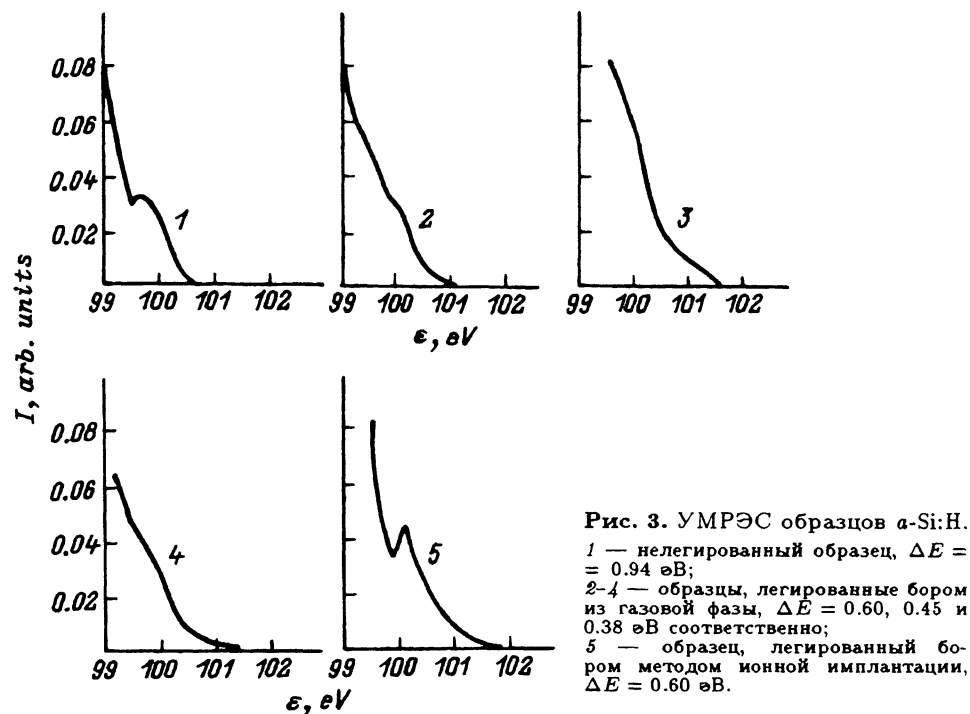 0.08
0.06
0.04
0.02
1
2
3
99 100 101 102
99 100 101 102
99 100 101 102
ε, eV
I, arb. units
0.08
0.06
0.04
0.02
4
5
99 100 101 102
99 100 101 102
ε, eV
Рис. 3. УМРЭС образцов a-Si:H.
1 — нелегированный образец, ΔE =
= 0.94 эВ;
2-4 — образцы, легированные бором
из газовой фазы, ΔE = 0.60, 0.45 и
0.38 эВ соответственно;
5 — образец, легированный бо-
ром методом ионной имплантации,
ΔE = 0.60 эВ.